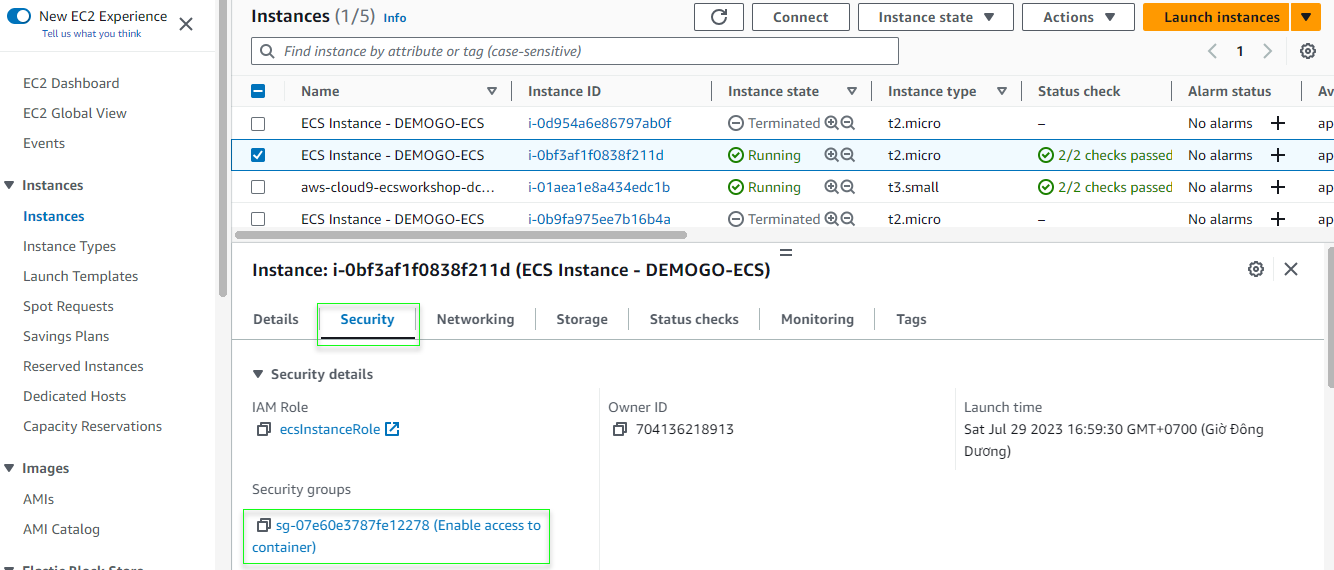 New EC2 Experience
Tell us what you think
EC2 Dashboard
EC2 Global View
Events
Instances
Instances
Instance Types
Launch Templates
Spot Requests
Savings Plans
Reserved Instances
Dedicated Hosts
Capacity Reservations
Images
AMIs
AMI Catalog
Elastic Block Store
Instances (1/5) Info
Connect
Instance state
Actions
Launch instances
Find instance by attribute or tag (case-sensitive)
1
Name Instance ID Instance state Instance type Status check Alarm status Av
ECS Instance - DEMOGO-ECS i-0d954a6e86797ab0f Terminated t2.micro – No alarms ap
ECS Instance - DEMOGO-ECS i-0bf3af1f0838f211d Running t2.micro 2/2 checks passed No alarms ap
aws-cloud9-ecsworkshop-dc... i-01aea1e8a434edc1b Running t3.small 2/2 checks passed No alarms ap
ECS Instance - DEMOGO-ECS i-0b9fa975ee7b16b4a Terminated t2.micro – No alarms ap
Instance: i-0bf3af1f0838f211d (ECS Instance - DEMOGO-ECS)
Details Security Networking Storage Status checks Monitoring Tags
Security details
IAM Role
ecsInstanceRole
Owner ID
704136218913
Launch time
Sat Jul 29 2023 16:59:30 GMT+0700 (Giờ Đông
Dương)
Security groups
sg-07e60e3787fe12278 (Enable access to
container)